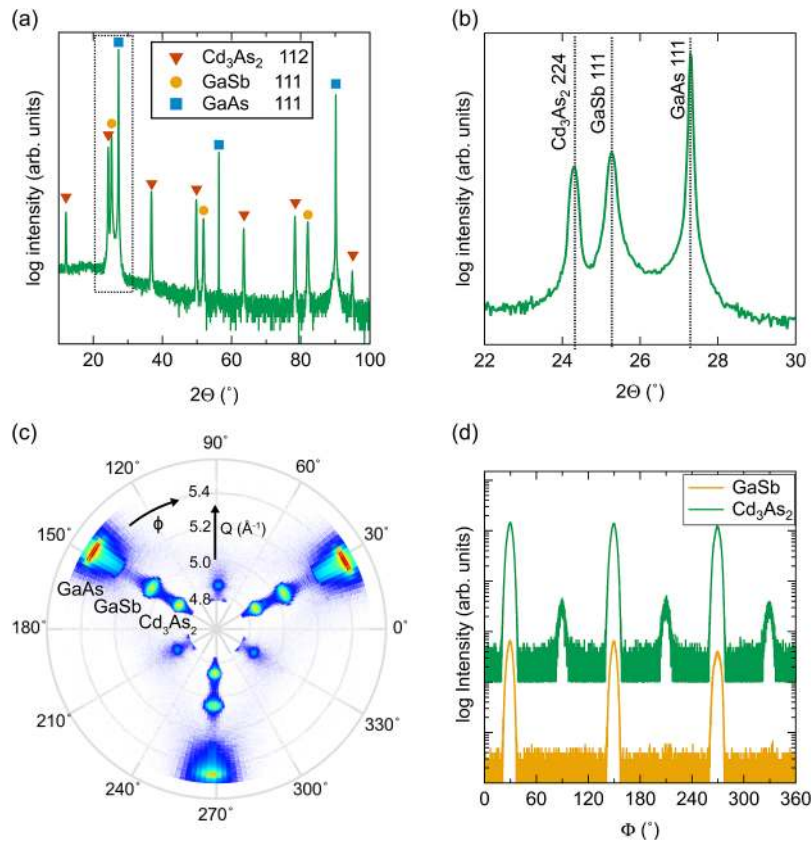 (a)
log intensity (arb. units)
Cd₃As₂ 112
GaSb 111
GaAs 111
20 40 60 80 100
2Θ (˚)
(b)
log intensity (arb. units)
Cd₃As₂ 224
GaSb 111
GaAs 111
22 24 26 28 30
2Θ (˚)
(c)
90˚
120˚
60˚
150˚
30˚
5.4
5.2
5.0
4.8
ϕ
Q (Å⁻¹)
GaAs
GaSb
Cd₃As₂
180˚
0˚
210˚
330˚
240˚
300˚
270˚
(d)
log Intensity (arb. units)
GaSb
Cd₃As₂
0 60 120 180 240 300 360
Φ (˚)